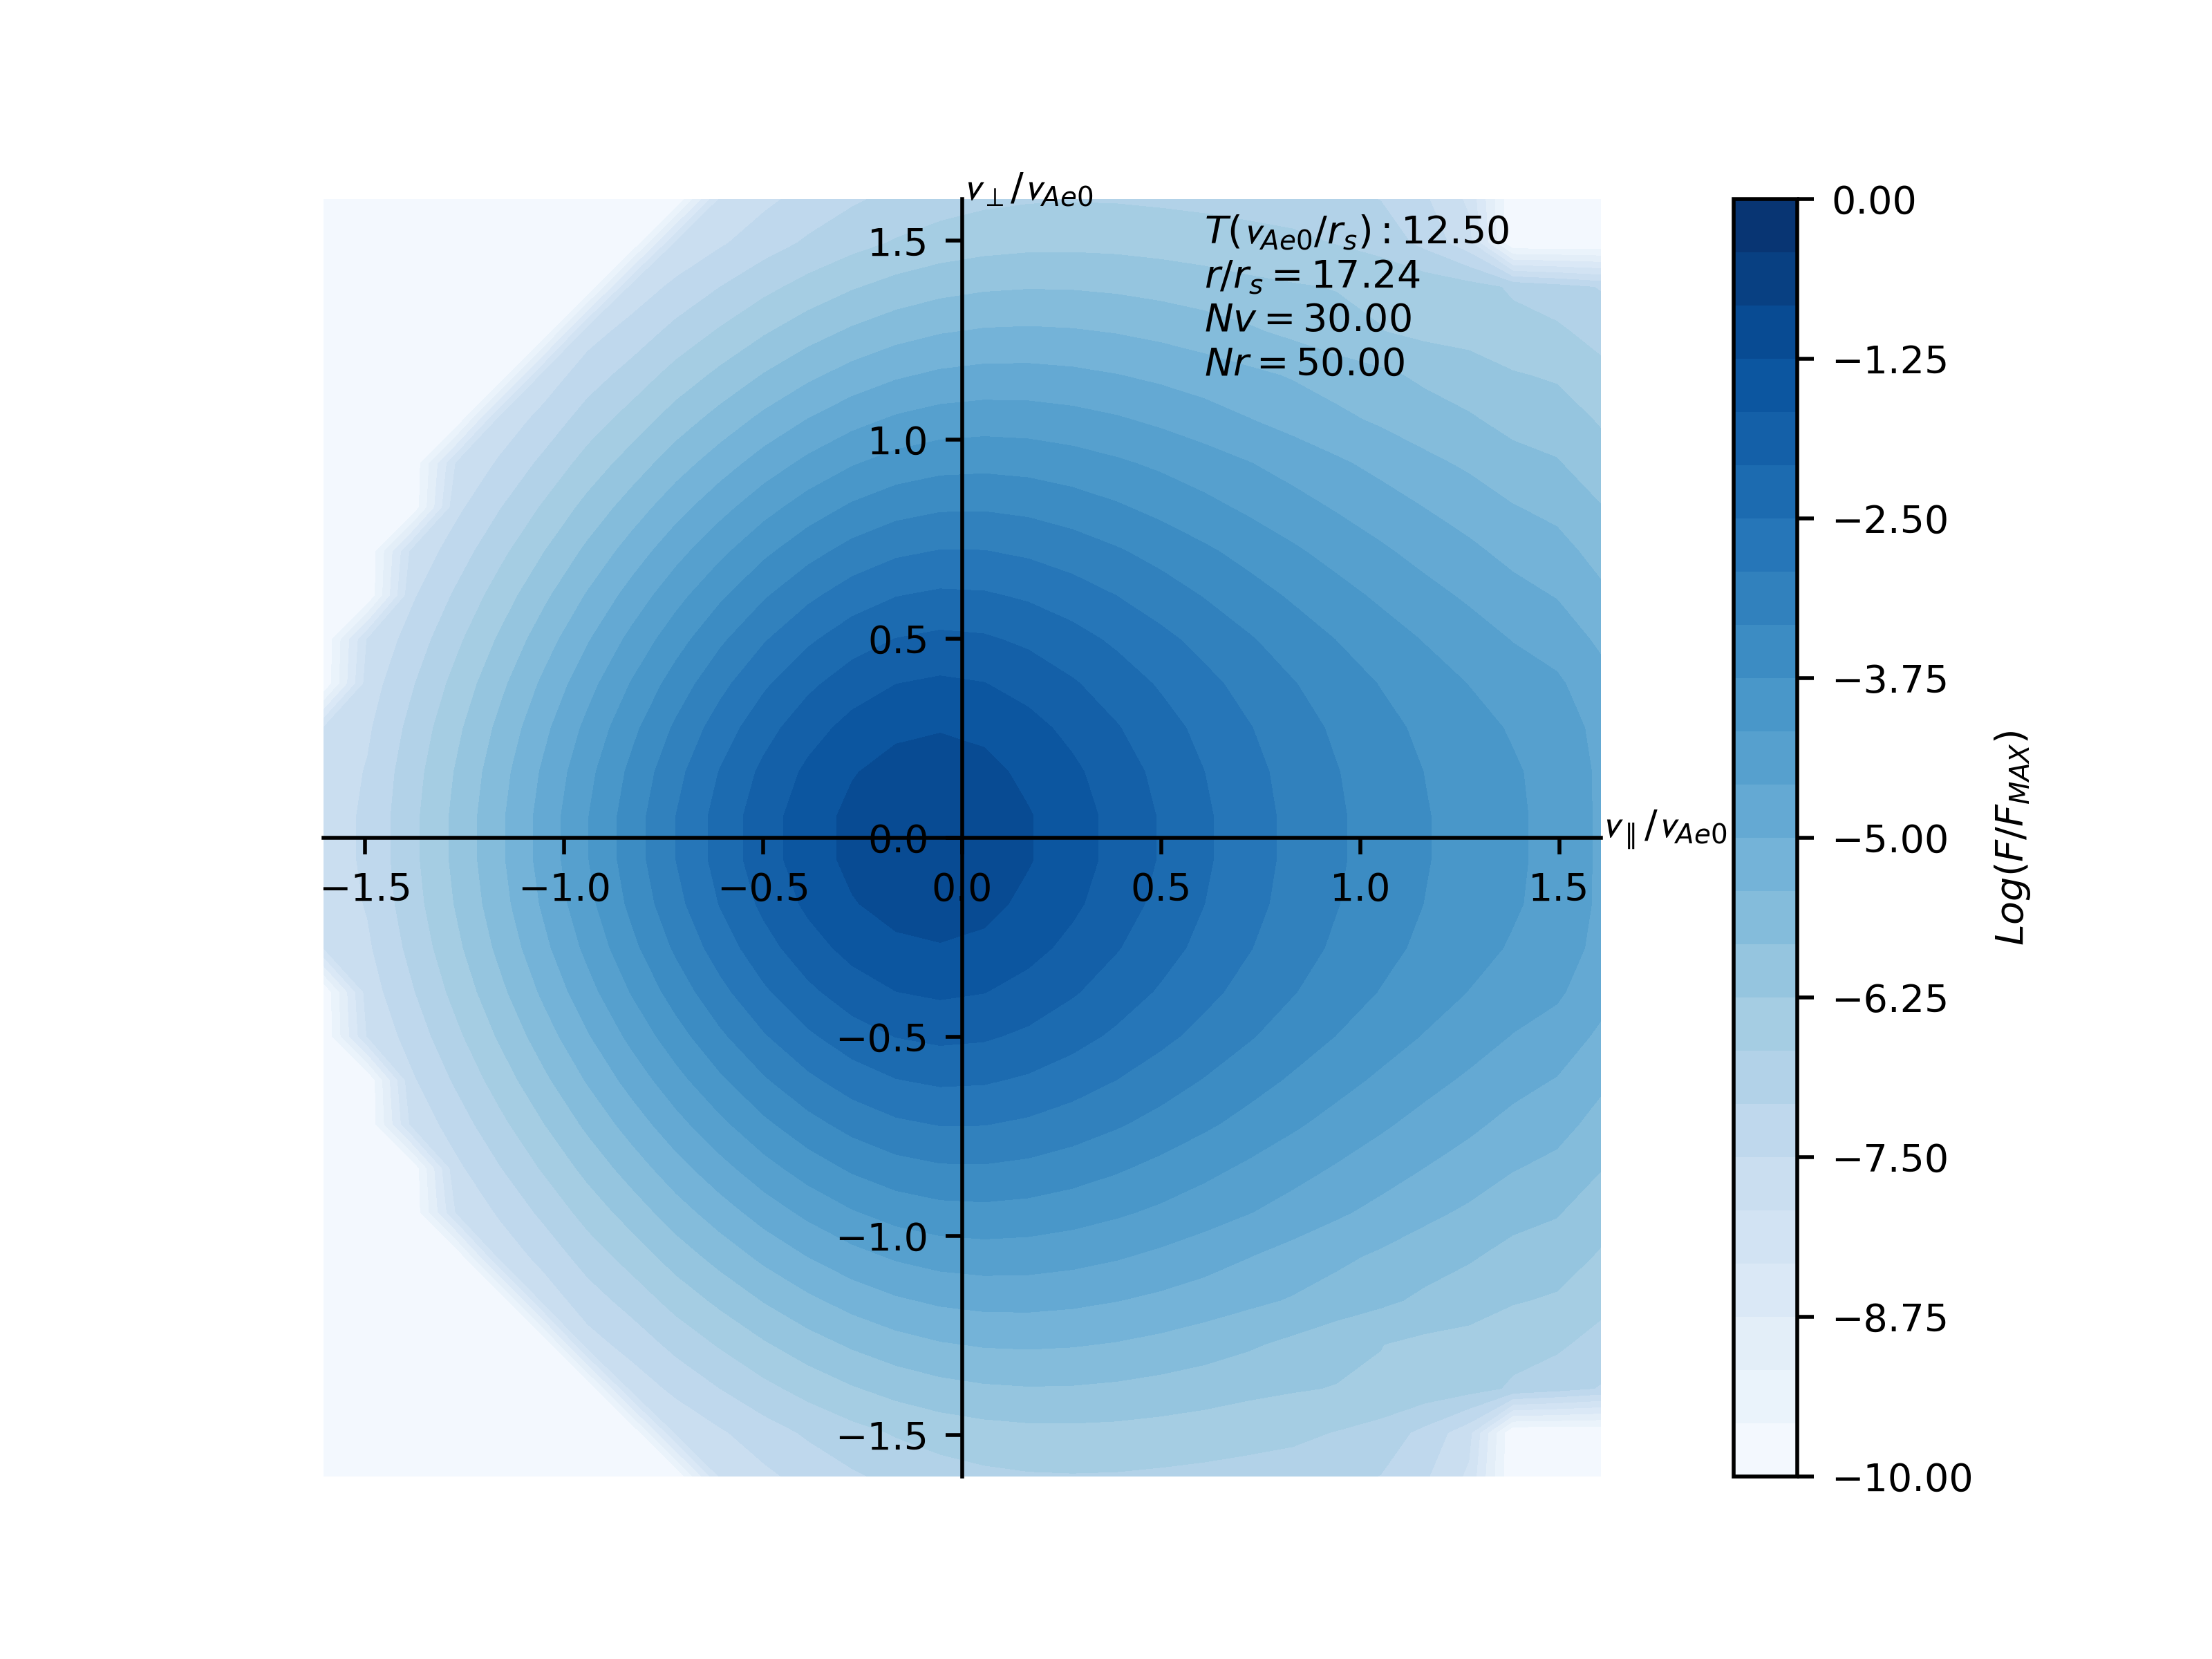 v⊥/vAe0
T(vAe0/rs) : 12.50
r/rs = 17.24
Nv = 30.00
Nr = 50.00
1.5
1.0
0.5
0.0
−0.5
−1.0
−1.5
−1.5 −1.0 −0.5 0.0 0.5 1.0 1.5
v∥/vAe0
0.00
−1.25
−2.50
−3.75
−5.00
−6.25
−7.50
−8.75
−10.00
Log(F/FMAX)